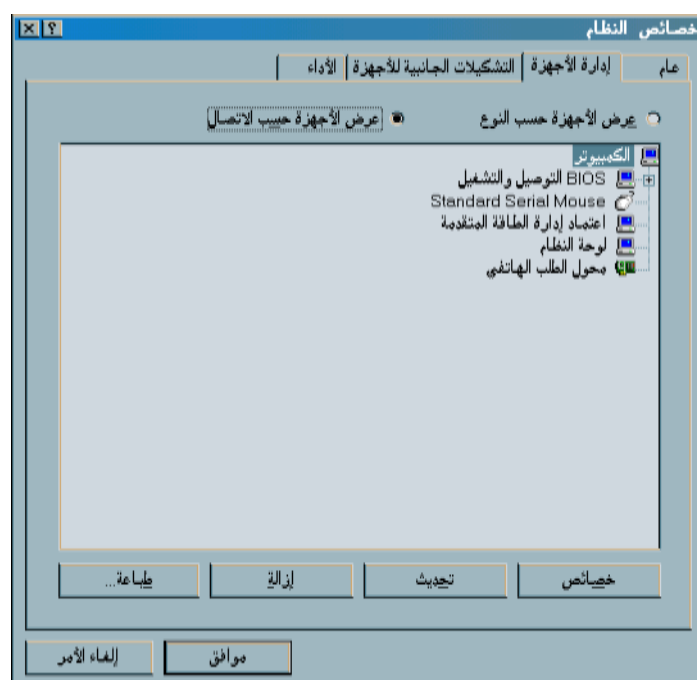 خصائص النظام
عام
إدارة الأجهزة
التشكيلات الجانبية للأجهزة
الأداء
عرض الأجهزة حسب النوع
عرض الأجهزة حسب الاتصال
الكمبيوتر
BIOS التوصيل والتشغيل
Standard Serial Mouse
اعتماد إدارة الطاقة المتقدمة
لوحة النظام
محول الطلب الهاتفي
خصائص
تحديث
إزالة
طباعة...
موافق
إلغاء الأمر